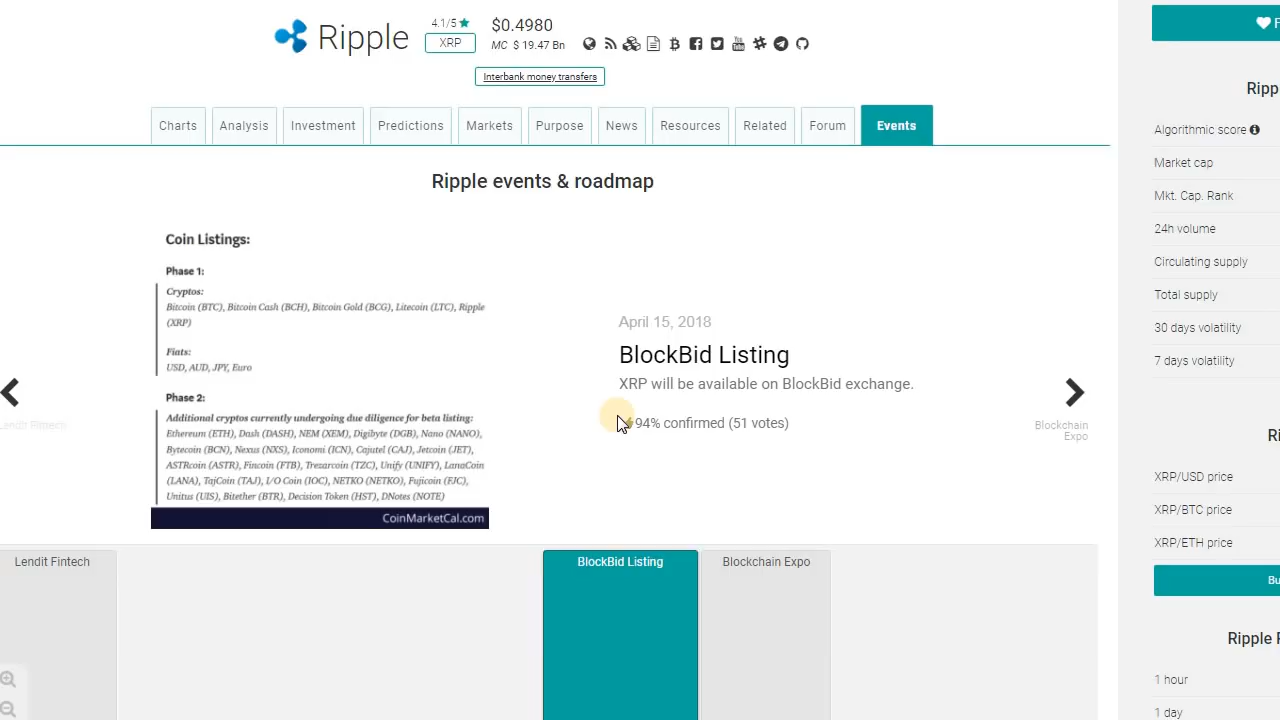 Ripple
4.1/5
XRP
$0.4980
MC $ 19.47 Bn
Interbank money transfers
Charts
Analysis
Investment
Predictions
Markets
Purpose
News
Resources
Related
Forum
Events
Ripple events & roadmap
Coin Listings:
Phase 1:
Cryptos:
Bitcoin (BTC), Bitcoin Cash (BCH), Bitcoin Gold (BCG), Litecoin (LTC), Ripple
(XRP)
Fiats:
USD, AUD, JPY, Euro
Phase 2:
Additional cryptos currently undergoing due diligence for beta listing:
Ethereum (ETH), Dash (DASH), NEM (XEM), Digibyte (DGB), Nano (NANO),
Bytecoin (BCN), Nexus (NXS), Iconomi (ICN), Cajutel (CAJ), Jetcoin (JET),
ASTRcoin (ASTR), Fincoin (FTB), Trezarcoin (TZC), Unify (UNIFY), LanaCoin
(LANA), TajCoin (TAJ), I/O Coin (IOC), NETKO (NETKO), Fujicoin (FJC),
Unitus (UIS), Bitether (BTR), Decision Token (HST), DNotes (NOTE)
CoinMarketCal.com
April 15, 2018
BlockBid Listing
XRP will be available on BlockBid exchange.
94% confirmed (51 votes)
Lendit Fintech
Blockchain
Expo
Lendit Fintech
BlockBid Listing
Blockchain Expo
F
Ripp
Algorithmic score
Market cap
Mkt. Cap. Rank
24h volume
Circulating supply
Total supply
30 days volatility
7 days volatility
Ri
XRP/USD price
XRP/BTC price
XRP/ETH price
Bu
Ripple P
1 hour
1 day